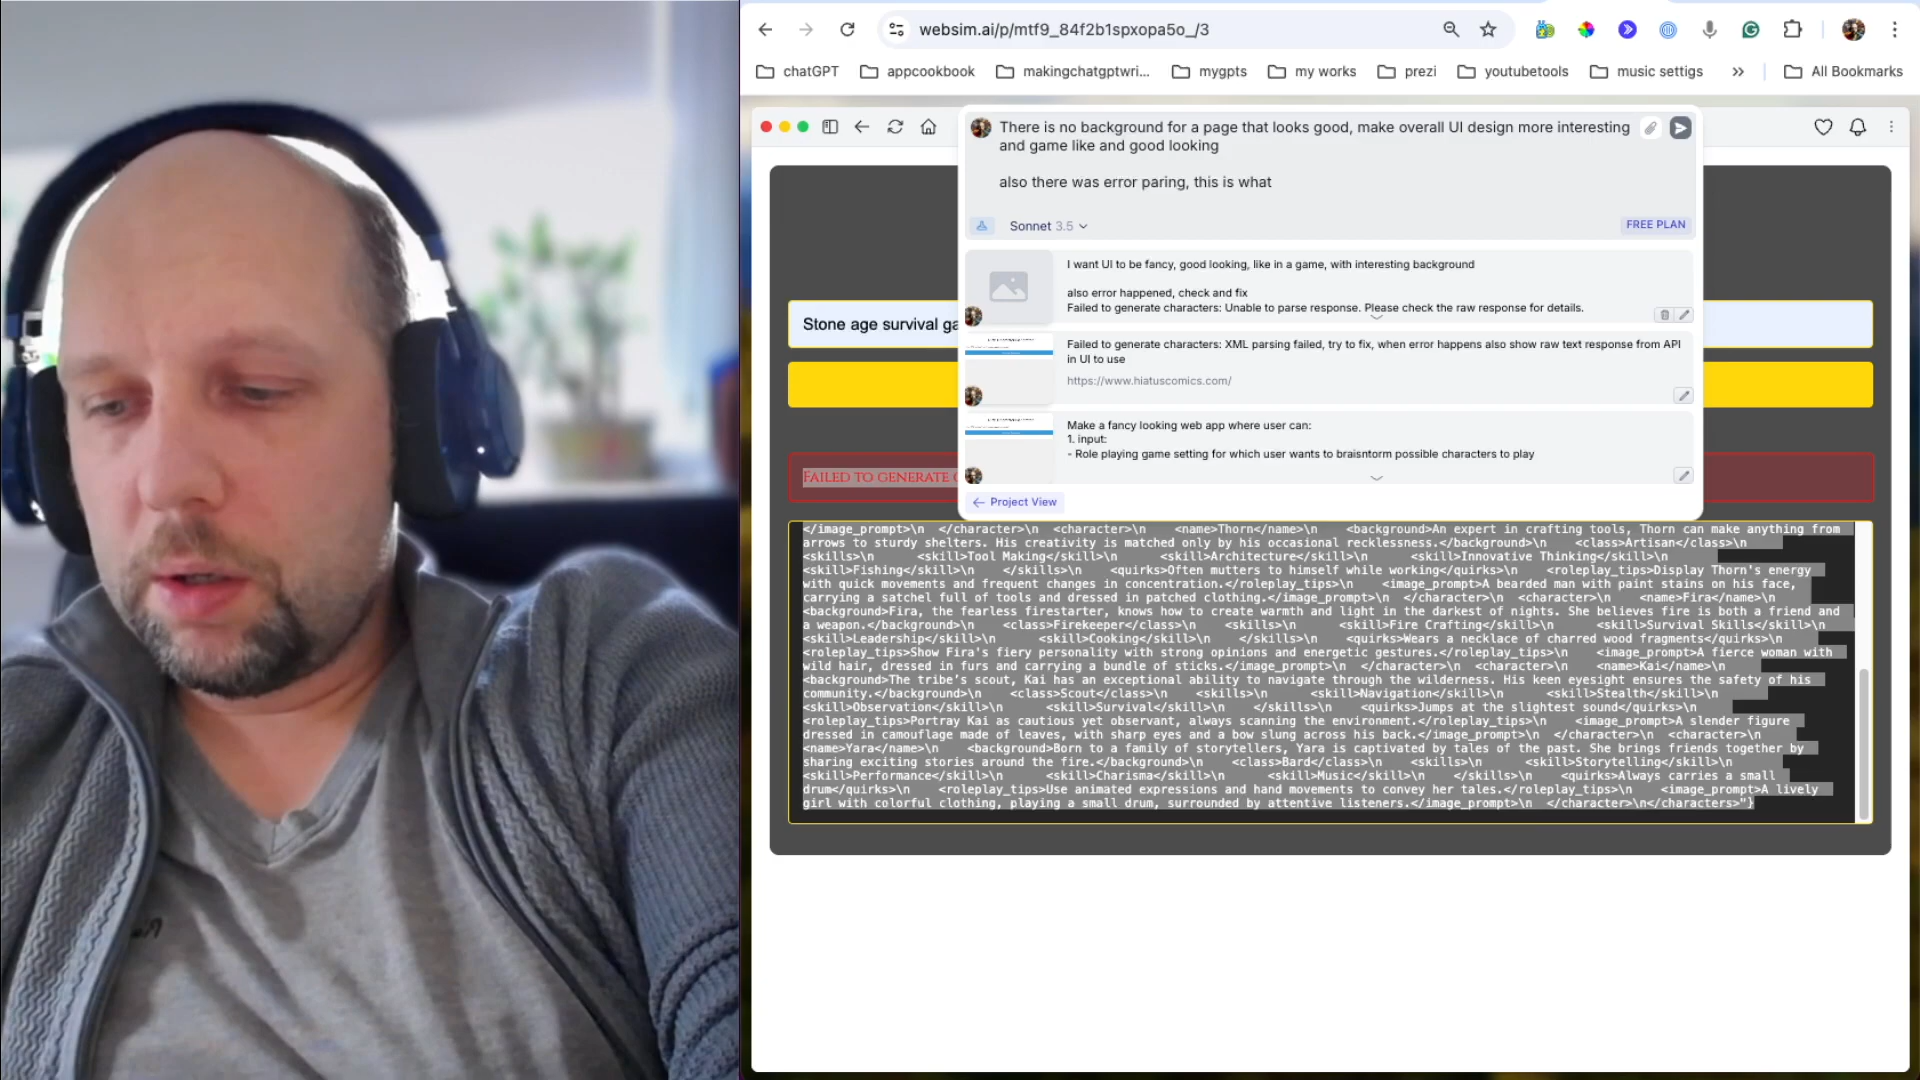 websim.ai/p/mtf9_84f2b1spxopa5o_/3
chatGPT
appcookbook
makingchatgptwri...
mygpts
my works
prezi
youtubetools
music settigs
»
All Bookmarks
There is no background for a page that looks good, make overall UI design more interesting
and game like and good looking
also there was error paring, this is what
Sonnet 3.5
FREE PLAN
I want UI to be fancy, good looking, like in a game, with interesting background
also error happened, check and fix
Failed to generate characters: Unable to parse response. Please check the raw response for details.
Stone age survival ga
Failed to generate characters: XML parsing failed, try to fix, when error happens also show raw text response from API
in UI to use
https://www.hiatuscomics.com/
Make a fancy looking web app where user can:
1. input:
- Role playing game setting for which user wants to braisntorm possible characters to play
FAILED TO GENERATE
Project View
</image_prompt>\n  </character>\n  <character>\n    <name>Thorn</name>\n    <background>An expert in crafting tools, Thorn can make anything from
arrows to sturdy shelters. His creativity is matched only by his occasional recklessness.</background>\n    <class>Artisan</class>\n
<skills>\n      <skill>Tool Making</skill>\n      <skill>Architecture</skill>\n      <skill>Innovative Thinking</skill>\n
<skill>Fishing</skill>\n    </skills>\n    <quirks>Often mutters to himself while working</quirks>\n    <roleplay_tips>Display Thorn's energy
with quick movements and frequent changes in concentration.</roleplay_tips>\n    <image_prompt>A bearded man with paint stains on his face,
carrying a satchel full of tools and dressed in patched clothing.</image_prompt>\n  </character>\n  <character>\n    <name>Fira</name>\n
<background>Fira, the fearless firestarter, knows how to create warmth and light in the darkest of nights. She believes fire is both a friend and
a weapon.</background>\n    <class>Firekeeper</class>\n    <skills>\n      <skill>Fire Crafting</skill>\n      <skill>Survival Skills</skill>\n
<skill>Leadership</skill>\n      <skill>Cooking</skill>\n    </skills>\n    <quirks>Wears a necklace of charred wood fragments</quirks>\n
<roleplay_tips>Show Fira's fiery personality with strong opinions and energetic gestures.</roleplay_tips>\n    <image_prompt>A fierce woman with
wild hair, dressed in furs and carrying a bundle of sticks.</image_prompt>\n  </character>\n  <character>\n    <name>Kai</name>\n
<background>The tribe's scout, Kai has an exceptional ability to navigate through the wilderness. His keen eyesight ensures the safety of his
community.</background>\n    <class>Scout</class>\n    <skills>\n      <skill>Navigation</skill>\n      <skill>Stealth</skill>\n
<skill>Observation</skill>\n      <skill>Survival</skill>\n    </skills>\n    <quirks>Jumps at the slightest sound</quirks>\n
<roleplay_tips>Portray Kai as cautious yet observant, always scanning the environment.</roleplay_tips>\n    <image_prompt>A slender figure
dressed in camouflage made of leaves, with sharp eyes and a bow slung across his back.</image_prompt>\n  </character>\n  <character>\n
<name>Yara</name>\n    <background>Born to a family of storytellers, Yara is captivated by tales of the past. She brings friends together by
sharing exciting stories around the fire.</background>\n    <class>Bard</class>\n    <skills>\n      <skill>Storytelling</skill>\n
<skill>Performance</skill>\n      <skill>Charisma</skill>\n      <skill>Music</skill>\n    </skills>\n    <quirks>Always carries a small
drum</quirks>\n    <roleplay_tips>Use animated expressions and hand movements to convey her tales.</roleplay_tips>\n    <image_prompt>A lively
girl with colorful clothing, playing a small drum, surrounded by attentive listeners.</image_prompt>\n  </character>\n</characters>"}